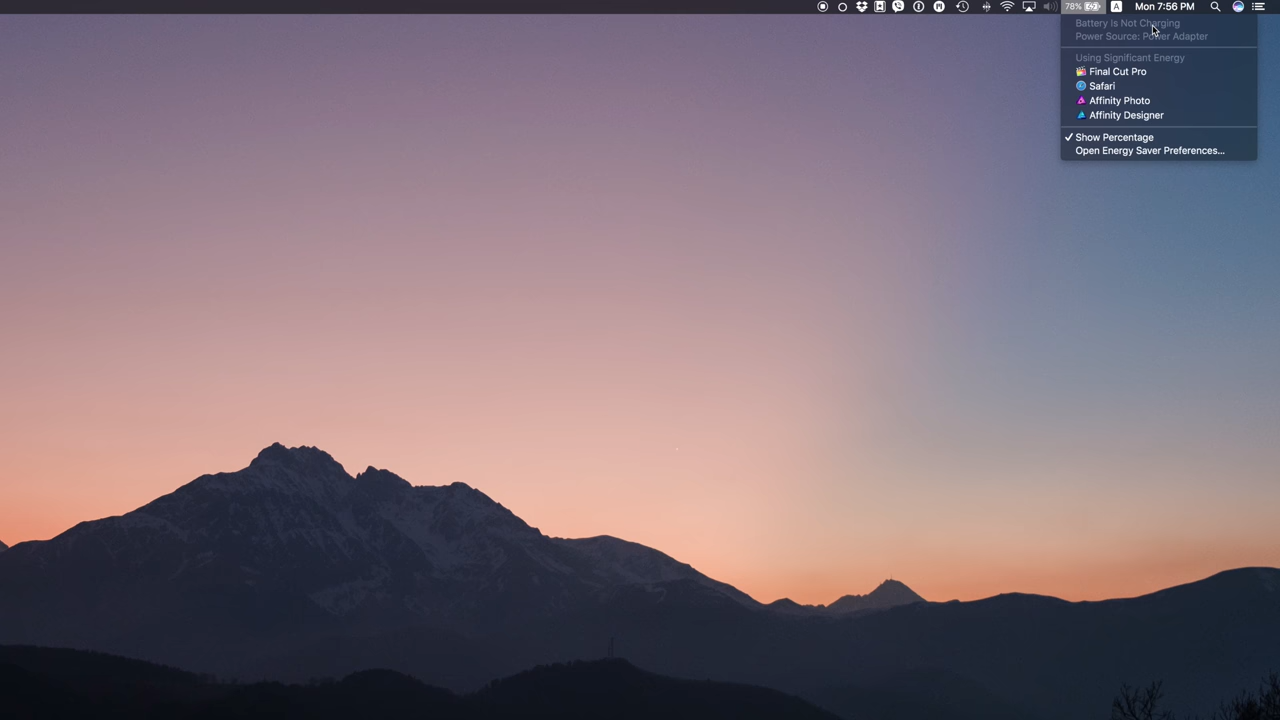 78% A Mon 7:56 PM
Battery Is Not Charging
Power Source: Power Adapter
Using Significant Energy
Final Cut Pro
Safari
Affinity Photo
Affinity Designer
Show Percentage
Open Energy Saver Preferences...